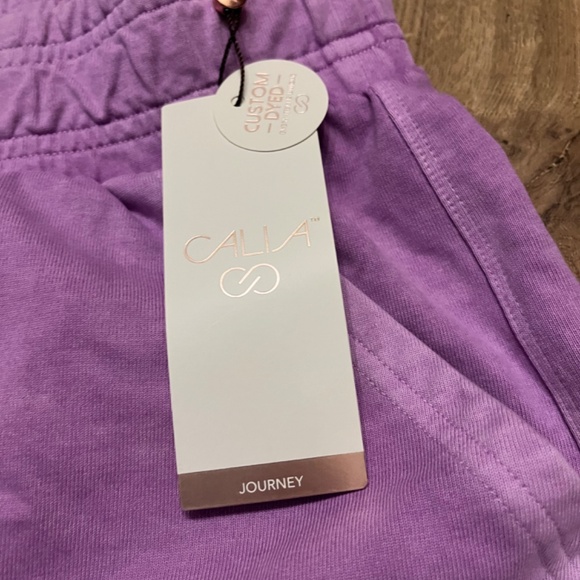 CUSTOM
— DYED —
CALIA™
JOURNEY